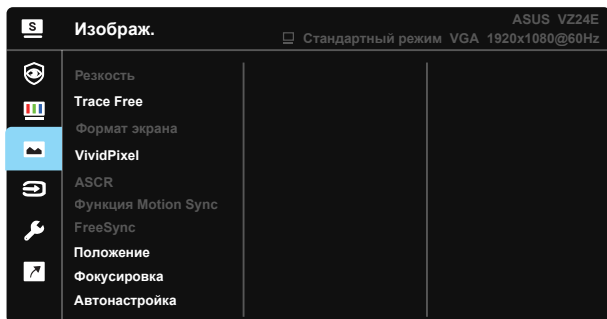 S
Изображ.
ASUS VZ24E
Стандартный режим VGA 1920x1080@60Hz
Резкость
Trace Free
Формат экрана
VividPixel
ASCR
Функция Motion Sync
FreeSync
Положение
Фокусировка
Автонастройка